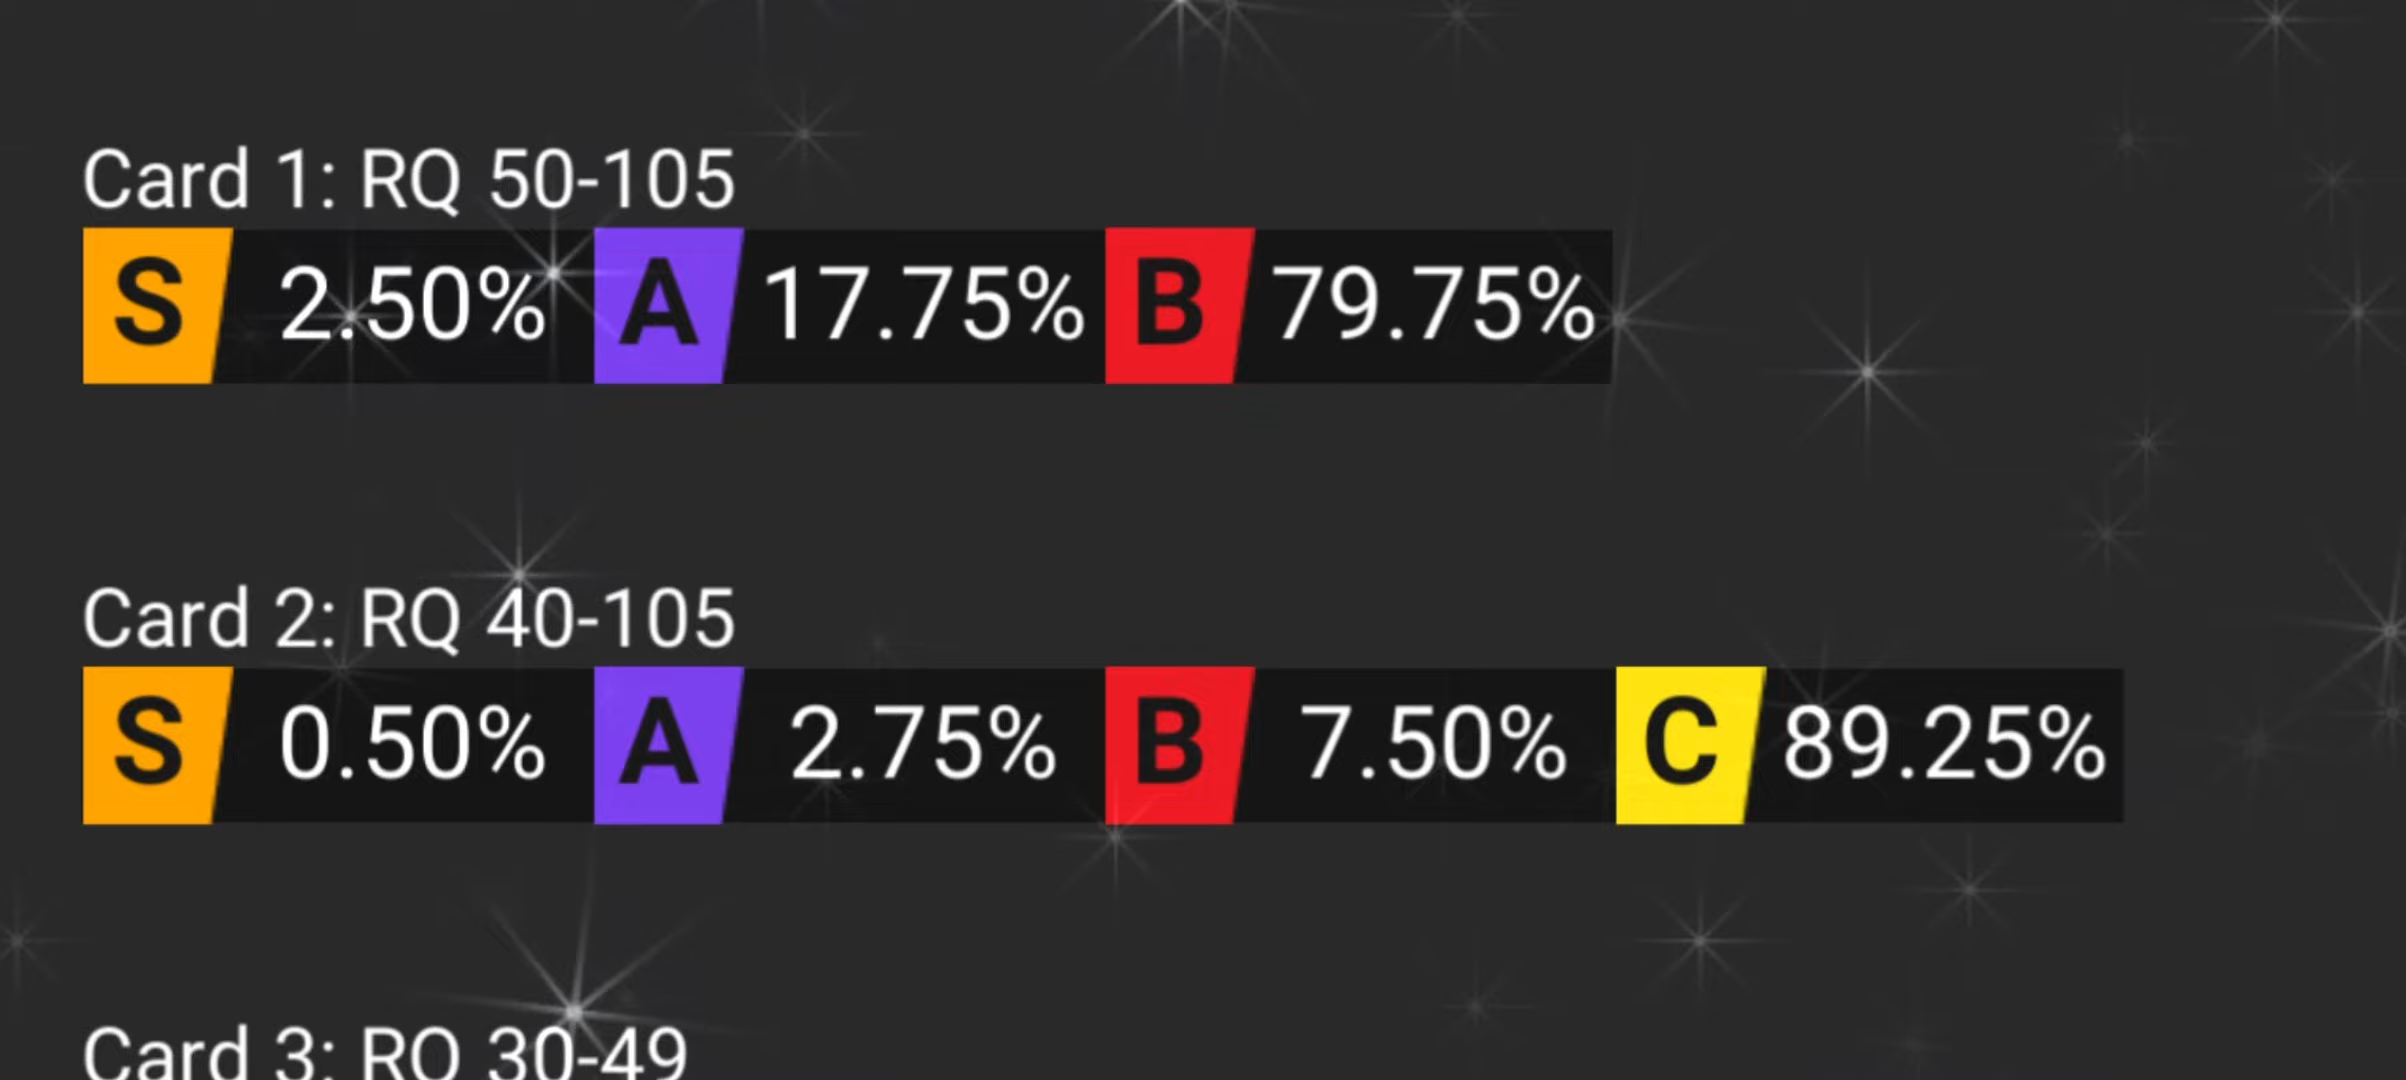 Card 1: RQ 50-105
S 2.50% A 17.75% B 79.75%
Card 2: RQ 40-105
S 0.50% A 2.75% B 7.50% C 89.25%
Card 3: RQ 30-49